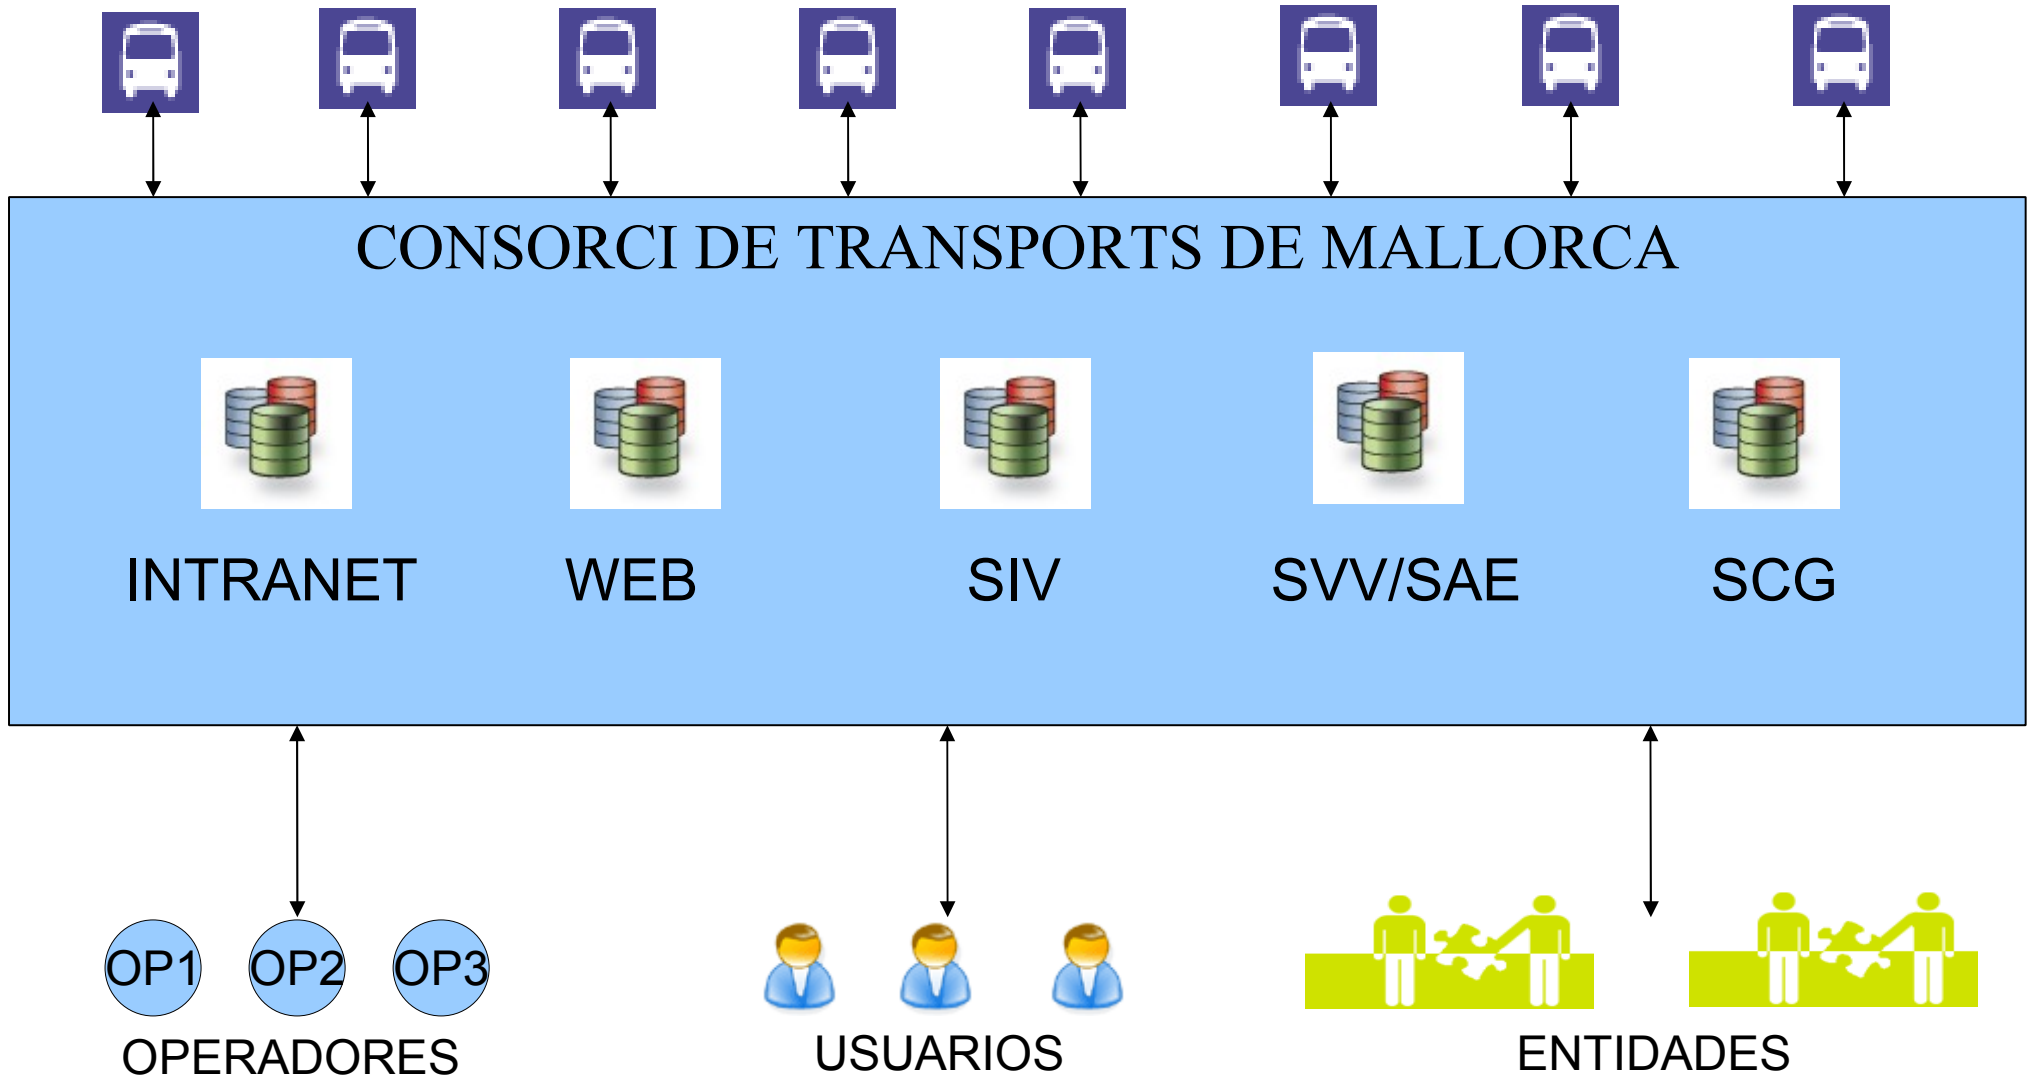 CONSORCI DE TRANSPORTS DE MALLORCA
INTRANET
WEB
SIV
SVV/SAE
SCG
OP1
OP2
OP3
OPERADORES
USUARIOS
ENTIDADES